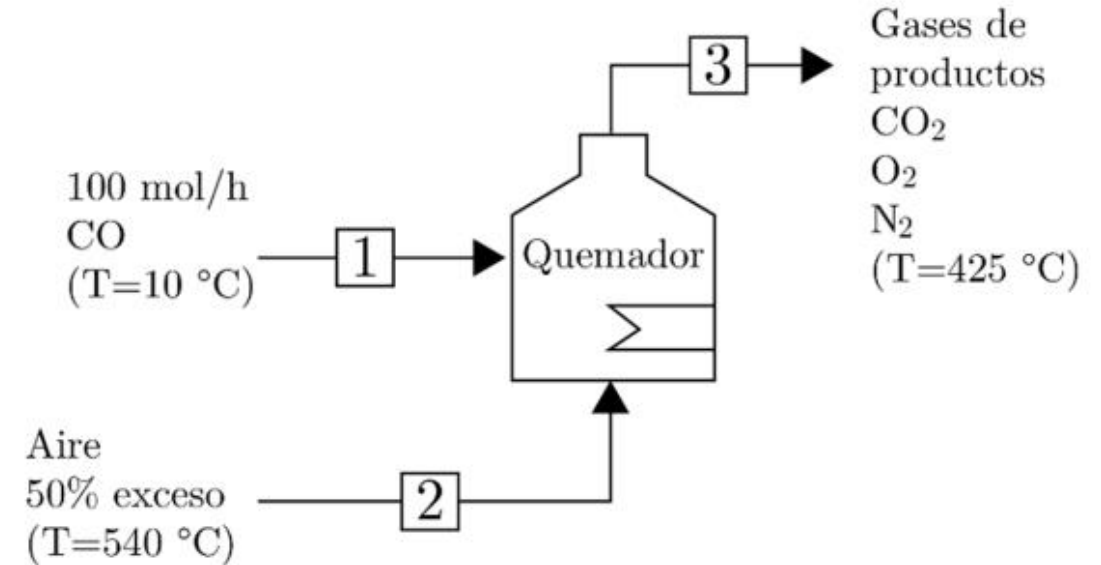 Gases de
productos
CO₂
O₂
N₂
(T=425 °C)
3
100 mol/h
CO
(T=10 °C)
1
Quemador
Aire
50% exceso
(T=540 °C)
2